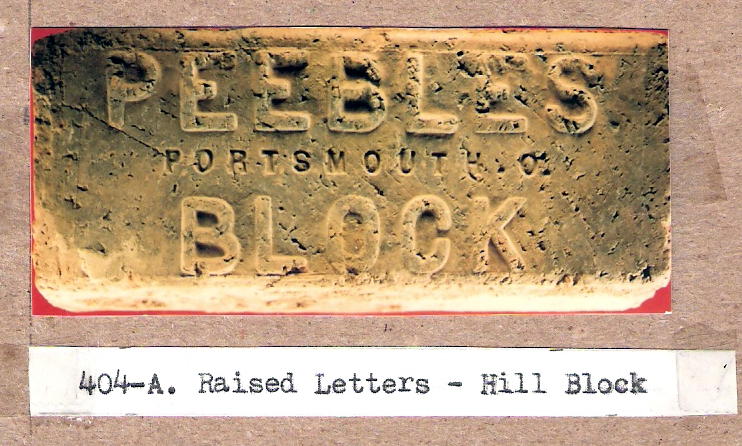 PEEBLES
PORTSMOUTH.O.
BLOCK
404-A. Raised Letters - Hill Block